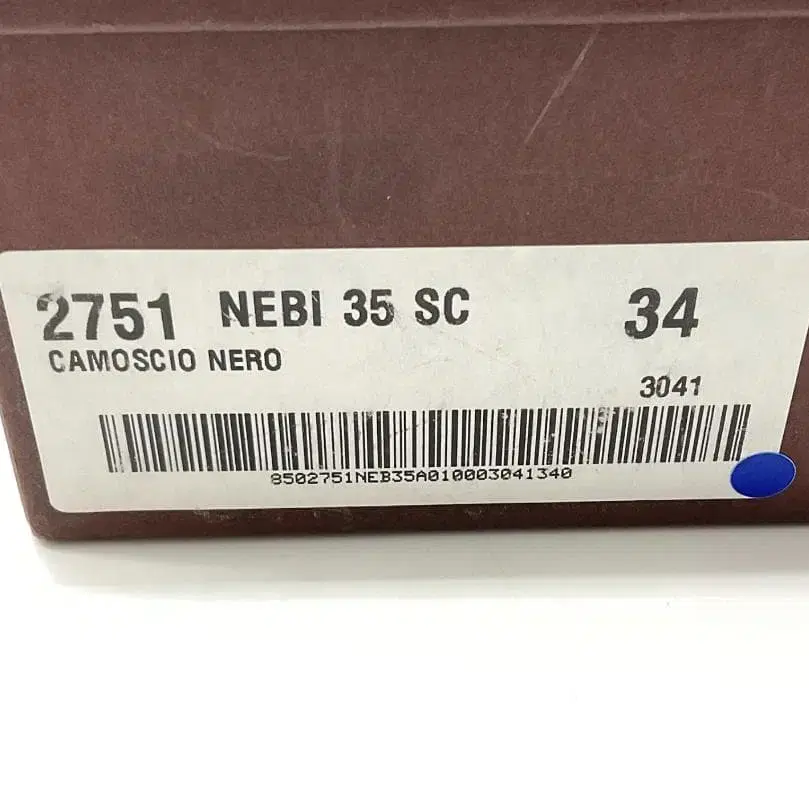 2751 NEBI 35 SC 34
CAMOSCIO NERO
3041
8502751NEB35A010003041340